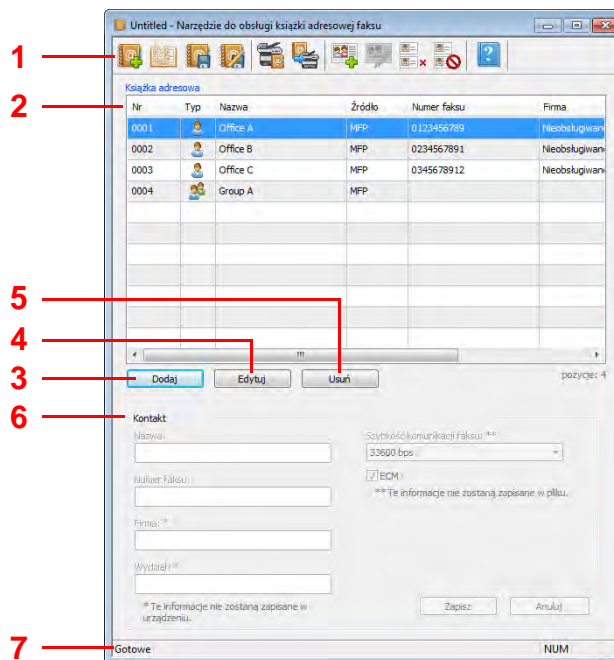 Untitled - Narzędzie do obsługi książki adresowej faksu
1
Książka adresowa
2
Nr Typ Nazwa Źródło Numer faksu Firma
0001 Office A MFP 0123456789 Nieobsługiwane
0002 Office B MFP 0234567891 Nieobsługiwane
0003 Office C MFP 0345678912 Nieobsługiwane
0004 Group A MFP
5
4
3
Dodaj Edytuj Usuń pozycje: 4
6
Kontakt
Nazwa: Szybkość komunikacji faksu: **
33600 bps
Numer faksu: ECM
** Te informacje nie zostaną zapisane w pliku.
Firma: *
Wydział: *
* Te informacje nie zostaną zapisane w urządzeniu.
Zapisz Anuluj
7
Gotowe NUM